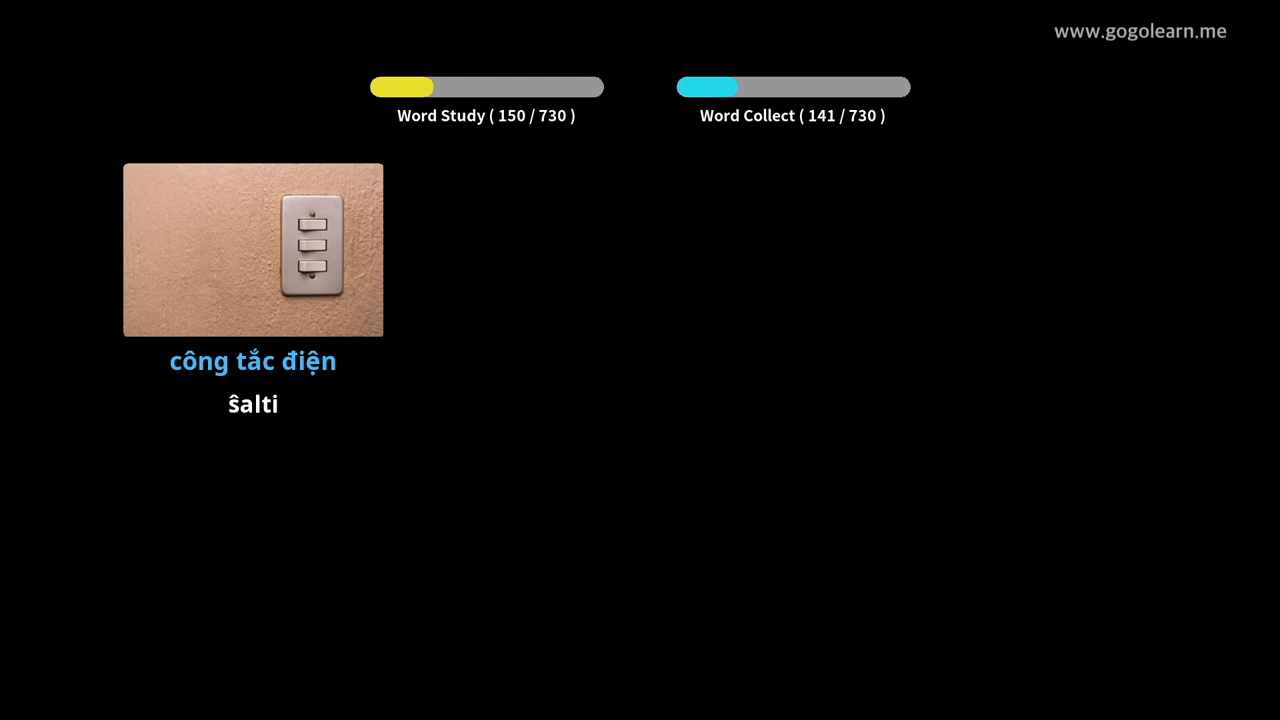 www.gogolearn.me
Word Study ( 150 / 730 )
Word Collect ( 141 / 730 )
công tắc điện
ŝalti